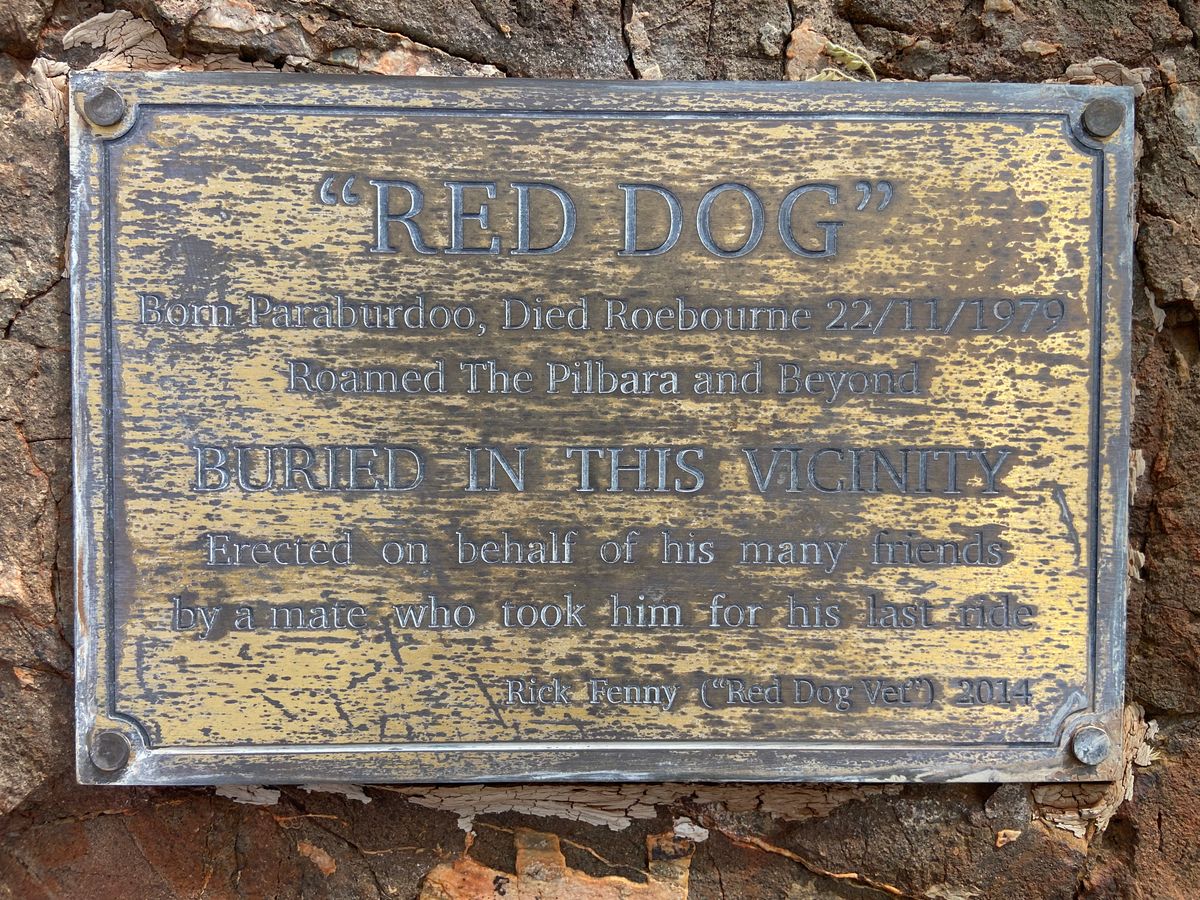 “RED DOG”
Born Paraburdoo, Died Roebourne 22/11/1979
Roamed The Pilbara and Beyond
BURIED IN THIS VICINITY
Erected on behalf of his many friends
by a mate who took him for his last ride
Rick Fenny (“Red Dog Vet”) 2014